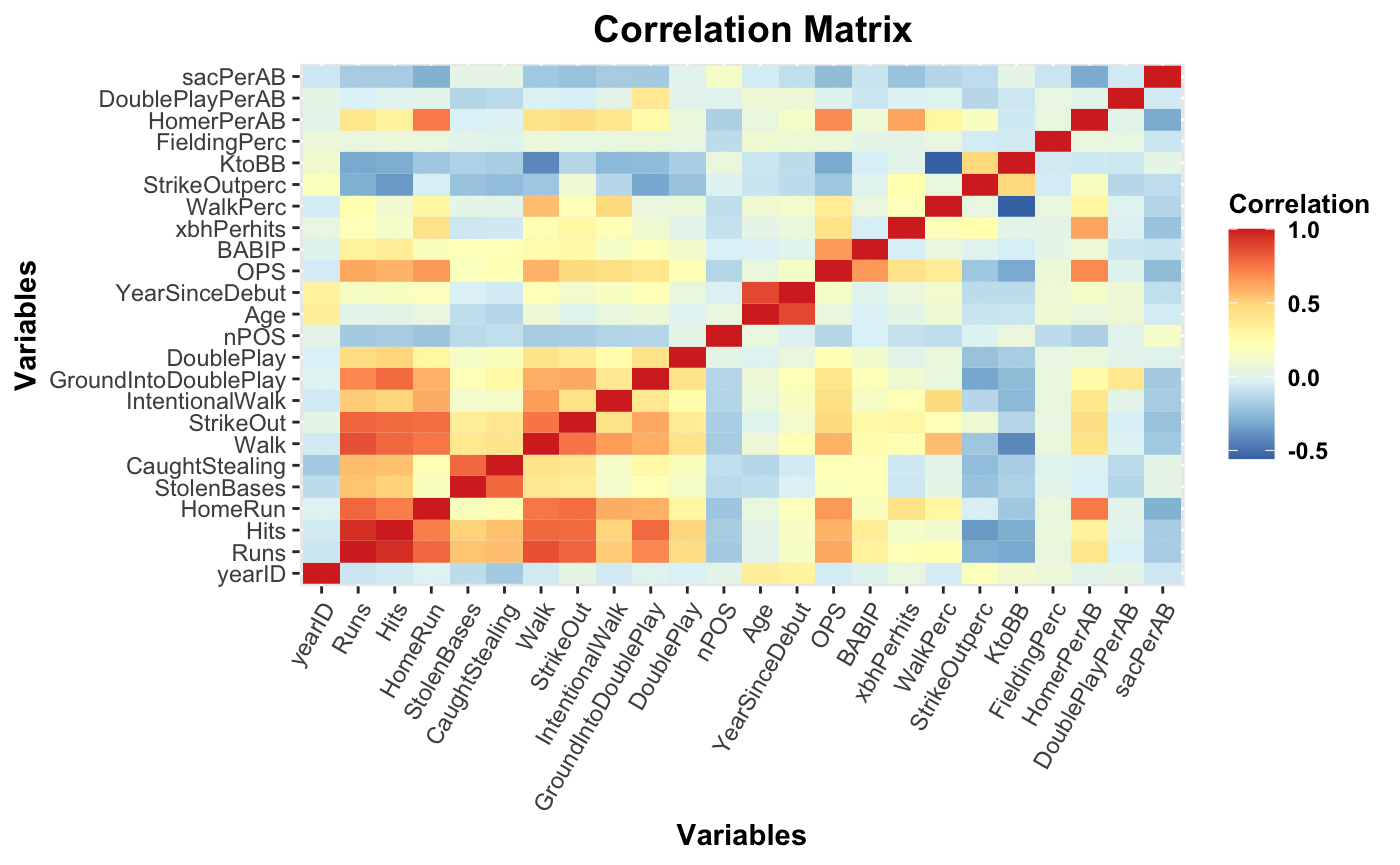 Correlation Matrix
Variables
sacPerAB
DoublePlayPerAB
HomerPerAB
FieldingPerc
KtoBB
StrikeOutperc
WalkPerc
xbhPerhits
BABIP
OPS
YearSinceDebut
Age
nPOS
DoublePlay
GroundIntoDoublePlay
IntentionalWalk
StrikeOut
Walk
CaughtStealing
StolenBases
HomeRun
Hits
Runs
yearID
yearID
Runs
Hits
HomeRun
StolenBases
CaughtStealing
Walk
StrikeOut
IntentionalWalk
GroundIntoDoublePlay
DoublePlay
nPOS
Age
YearSinceDebut
OPS
BABIP
xbhPerhits
WalkPerc
StrikeOutperc
KtoBB
FieldingPerc
HomerPerAB
DoublePlayPerAB
sacPerAB
Variables
Correlation
1.0
0.5
0.0
-0.5